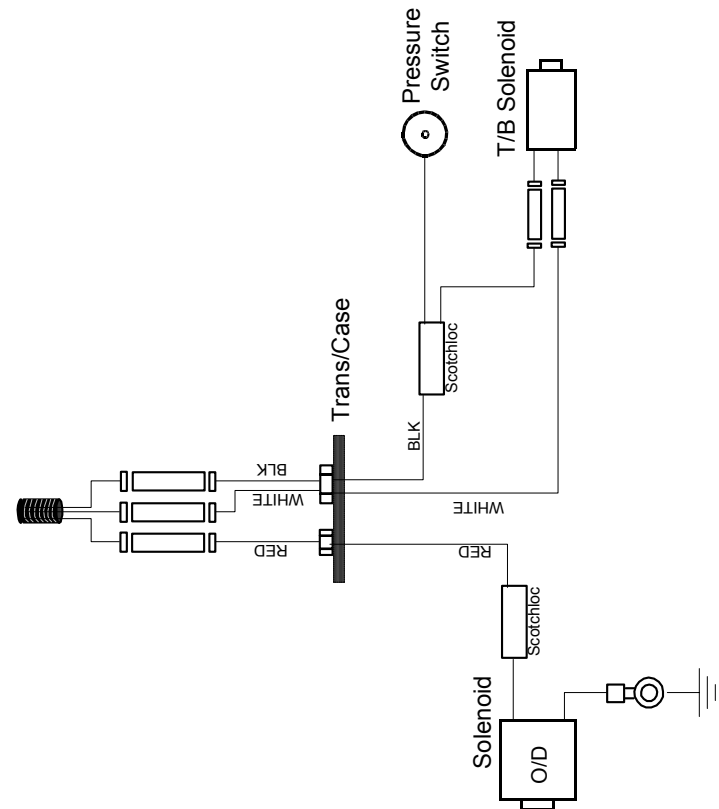 Pressure
Switch
T/B Solenoid
Scotchloc
Trans/Case
BLK
BLK
WHITE
WHITE
RED
RED
Scotchloc
Solenoid
O/D